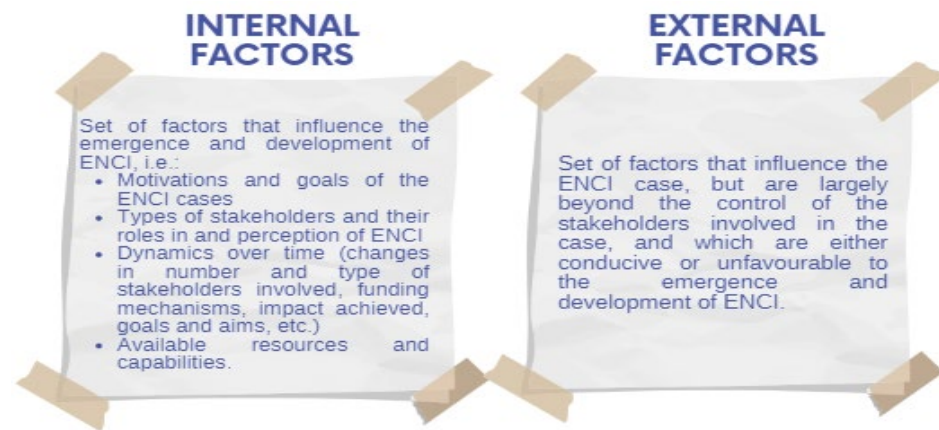 INTERNAL
FACTORS
Set of factors that influence the
emergence and development of
ENCI, i.e.:
• Motivations and goals of the
ENCI cases
• Types of stakeholders and their
roles in and perception of ENCI
• Dynamics over time (changes
in number and type of
stakeholders involved, funding
mechanisms, impact achieved,
goals and aims, etc.)
• Available resources and
capabilities.
EXTERNAL
FACTORS
Set of factors that influence the
ENCI case, but are largely
beyond the control of the
stakeholders involved in the
case, and which are either
conducive or unfavourable to
the emergence and
development of ENCI.